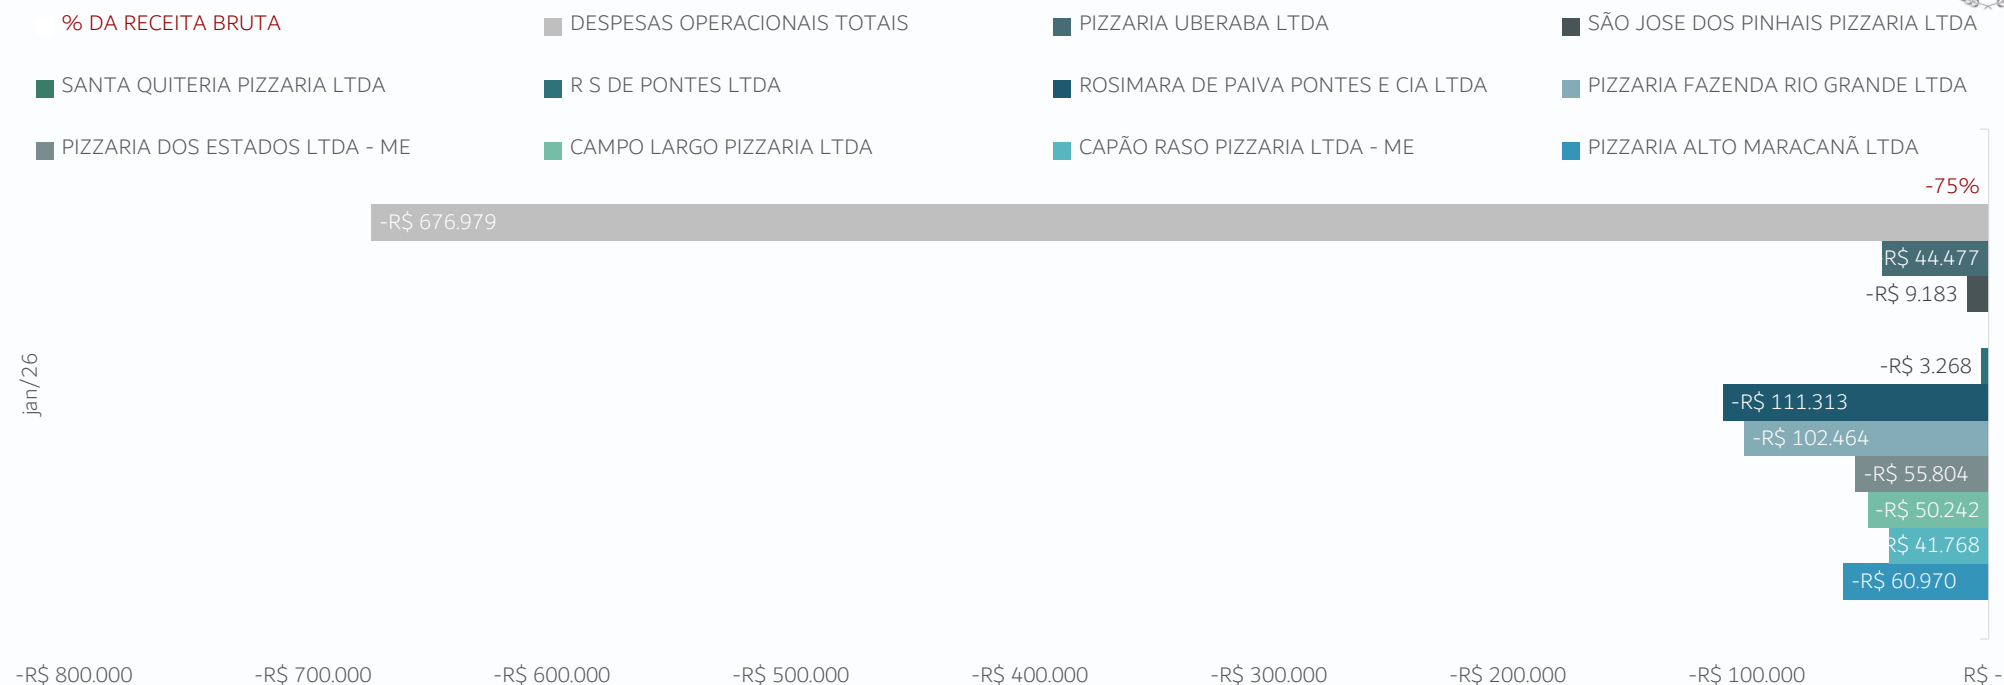 % DA RECEITA BRUTA
DESPESAS OPERACIONAIS TOTAIS
PIZZARIA UBERABA LTDA
SÃO JOSE DOS PINHAIS PIZZARIA LTDA
SANTA QUITERIA PIZZARIA LTDA
R S DE PONTES LTDA
ROSIMARA DE PAIVA PONTES E CIA LTDA
PIZZARIA FAZENDA RIO GRANDE LTDA
PIZZARIA DOS ESTADOS LTDA - ME
CAMPO LARGO PIZZARIA LTDA
CAPÃO RASO PIZZARIA LTDA - ME
PIZZARIA ALTO MARACANÃ LTDA
-75%
-R$ 676.979
-R$ 44.477
-R$ 9.183
-R$ 3.268
-R$ 111.313
-R$ 102.464
-R$ 55.804
-R$ 50.242
-R$ 41.768
-R$ 60.970
jan/26
-R$ 800.000
-R$ 700.000
-R$ 600.000
-R$ 500.000
-R$ 400.000
-R$ 300.000
-R$ 200.000
-R$ 100.000
R$ -